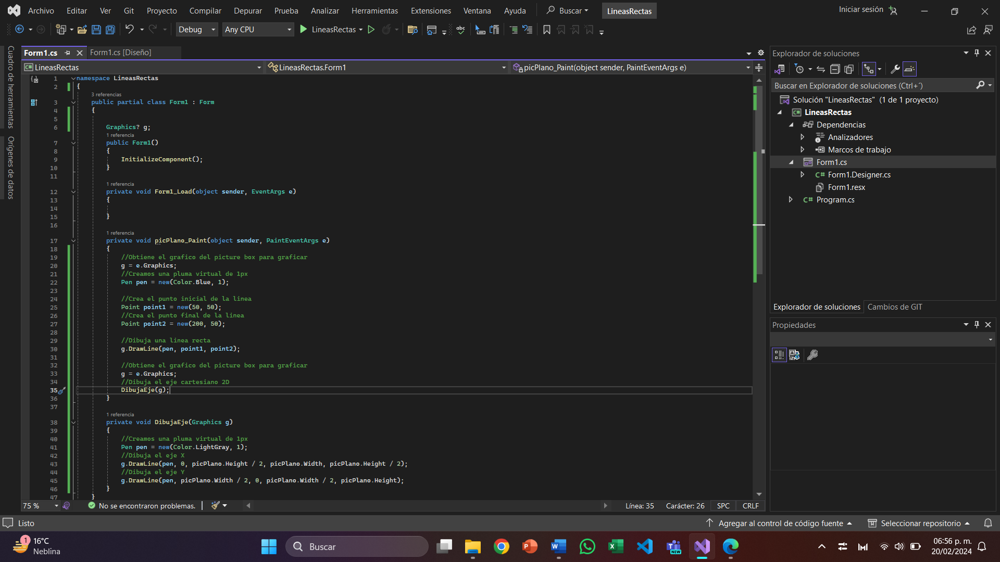 Archivo Editar Ver Git Proyecto Compilar Depurar Prueba Analizar Herramientas Extensiones Ventana Ayuda Buscar LineasRectas Iniciar sesión
Debug Any CPU LineasRectas abc
Cuadro de herramientas
Orígenes de datos
Form1.cs Form1.cs [Diseño]
C# LineasRectas LineasRectas.Form1 picPlano_Paint(object sender, PaintEventArgs e)
1 namespace LineasRectas
2 {
3 referencias
3 public partial class Form1 : Form
4 {
5
6 Graphics? g;
1 referencia
7 public Form1()
8 {
9 InitializeComponent();
10 }
11
1 referencia
12 private void Form1_Load(object sender, EventArgs e)
13 {
14
15 }
16
1 referencia
17 private void picPlano_Paint(object sender, PaintEventArgs e)
18 {
19 //Obtiene el grafico del picture box para graficar
20 g = e.Graphics;
21 //Creamos una pluma virtual de 1px
22 Pen pen = new(Color.Blue, 1);
23
24 //Crea el punto inicial de la linea
25 Point point1 = new(50, 50);
26 //Crea el punto final de la linea
27 Point point2 = new(200, 50);
28
29 //Dibuja una linea recta
30 g.DrawLine(pen, point1, point2);
31
32 //Obtiene el grafico del picture box para graficar
33 g = e.Graphics;
34 //Dibuja el eje cartesiano 2D
35 DibujaEje(g);
36 }
37
1 referencia
38 private void DibujaEje(Graphics g)
39 {
40 //Creamos una pluma virtual de 1px
41 Pen pen = new(Color.LightGray, 1);
42 //Dibuja el eje X
43 g.DrawLine(pen, 0, picPlano.Height / 2, picPlano.Width, picPlano.Height / 2);
44 //Dibuja el eje Y
45 g.DrawLine(pen, picPlano.Width / 2, 0, picPlano.Width / 2, picPlano.Height);
46 }
47 }
75 % No se encontraron problemas. Línea: 35 Carácter: 26 SPC CRLF
Explorador de soluciones
Buscar en Explorador de soluciones (Ctrl+´)
Solución "LineasRectas" (1 de 1 proyecto)
C# LineasRectas
Dependencias
Analizadores
Marcos de trabajo
Form1.cs
C# Form1.Designer.cs
Form1.resx
C# Program.cs
Explorador de soluciones Cambios de GIT
Propiedades
Listo Agregar al control de código fuente Seleccionar repositorio
1 16°C
Neblina
Buscar
NEW
06:56 p. m.
20/02/2024